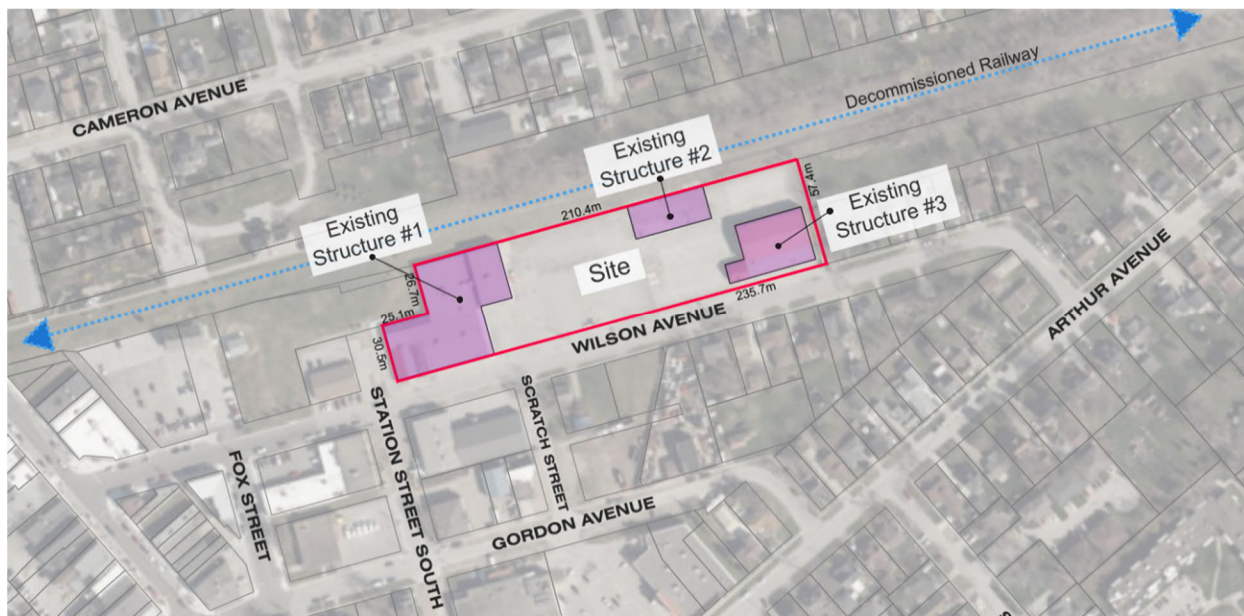 CAMERON AVENUE
Decommissioned Railway
Existing
Structure #2
57.4m
Existing
Structure #3
210.4m
Existing
Structure #1
Site
26.7m
25.1m
235.7m
WILSON AVENUE
ARTHUR AVENUE
30.5m
STATION STREET SOUTH
SCRATCH STREET
FOX STREET
GORDON AVENUE